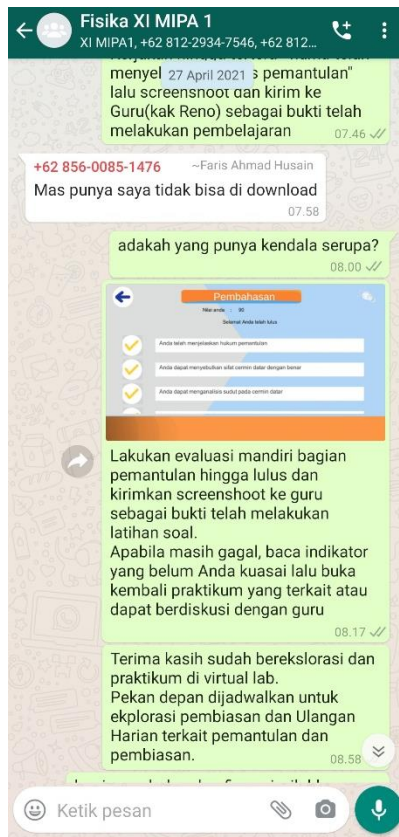 Fisika XI MIPA 1
XI MIPA1, +62 812-2934-7546, +62 812...
27 April 2021
menyel s pemantulan"
lalu screenshoot dan kirim ke
Guru(kak Reno) sebagai bukti telah
melakukan pembelajaran 07.46
+62 856-0085-1476 ~Faris Ahmad Husain
Mas punya saya tidak bisa di download
07.58
adakah yang punya kendala serupa?
08.00
Pembahasan
Nilai anda : 90
Selamat Anda telah lulus
Anda telah menjelaskan hukum pemantulan
Anda dapat menyebutkan sifat cermin datar dengan benar
Anda dapat menganalisis sudut pada cermin datar
Lakukan evaluasi mandiri bagian
pemantulan hingga lulus dan
kirimkan screenshoot ke guru
sebagai bukti telah melakukan
latihan soal.
Apabila masih gagal, baca indikator
yang belum Anda kuasai lalu buka
kembali praktikum yang terkait atau
dapat berdiskusi dengan guru
08.17
Terima kasih sudah berekslorasi dan
praktikum di virtual lab.
Pekan depan dijadwalkan untuk
ekplorasi pembiasan dan Ulangan
Harian terkait pemantulan dan
pembiasan. 08.58
Ketik pesan